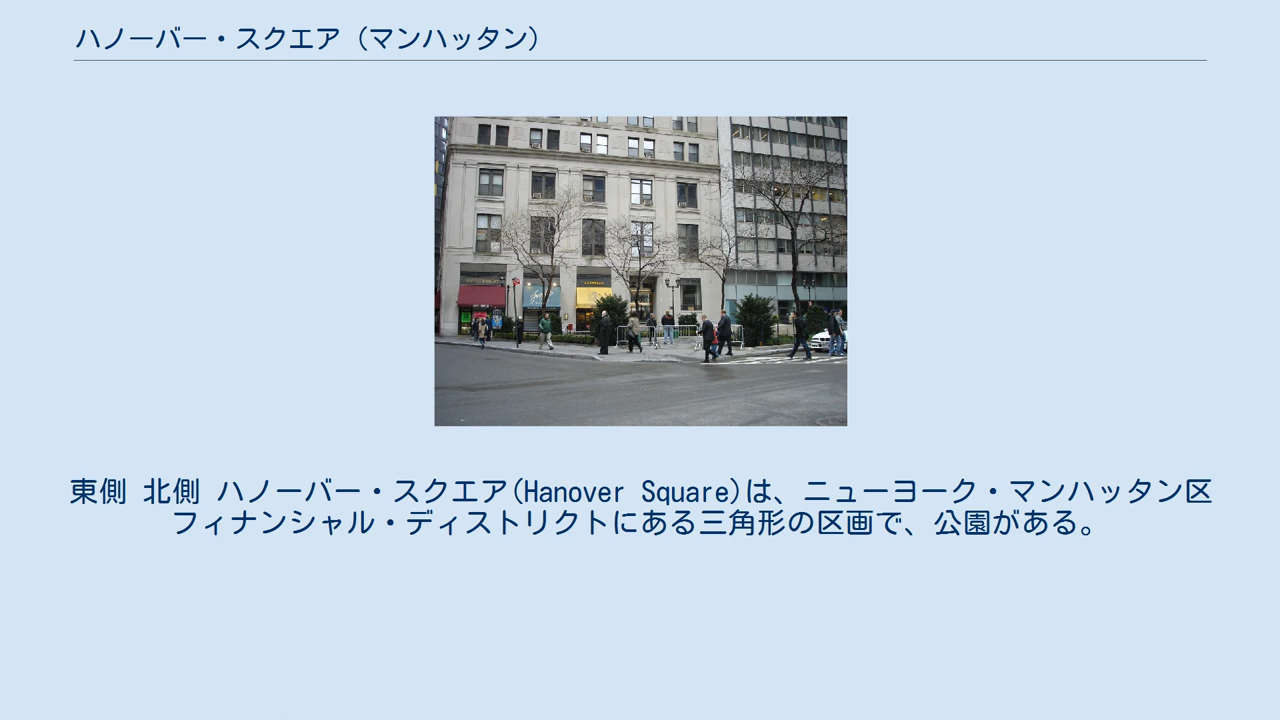 ハノーバー・スクエア (マンハッタン)
東側 北側 ハノーバー・スクエア(Hanover Square)は、ニューヨーク・マンハッタン区
フィナンシャル・ディストリクトにある三角形の区画で、公園がある。